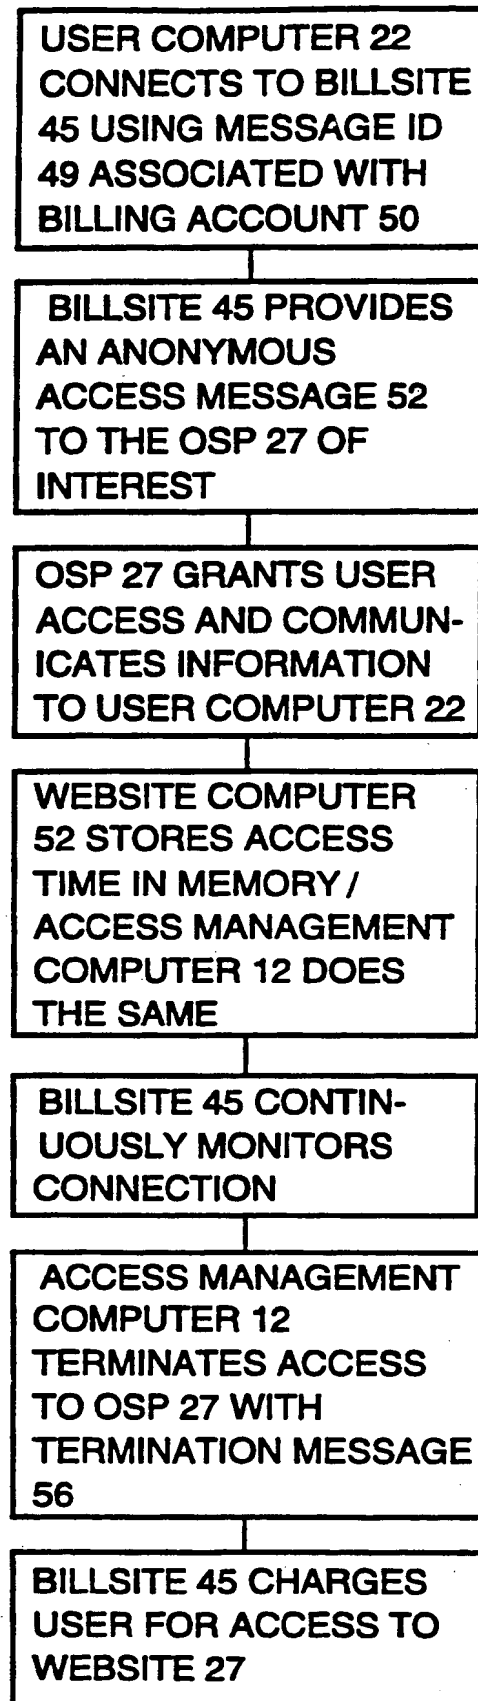 USER COMPUTER 22
CONNECTS TO BILLSITE
45 USING MESSAGE ID
49 ASSOCIATED WITH
BILLING ACCOUNT 50
BILLSITE 45 PROVIDES
AN ANONYMOUS
ACCESS MESSAGE 52
TO THE OSP 27 OF
INTEREST
OSP 27 GRANTS USER
ACCESS AND COMMUN-
ICATES INFORMATION
TO USER COMPUTER 22
WEBSITE COMPUTER
52 STORES ACCESS
TIME IN MEMORY /
ACCESS MANAGEMENT
COMPUTER 12 DOES
THE SAME
BILLSITE 45 CONTIN-
UOUSLY MONITORS
CONNECTION
ACCESS MANAGEMENT
COMPUTER 12
TERMINATES ACCESS
TO OSP 27 WITH
TERMINATION MESSAGE
56
BILLSITE 45 CHARGES
USER FOR ACCESS TO
WEBSITE 27